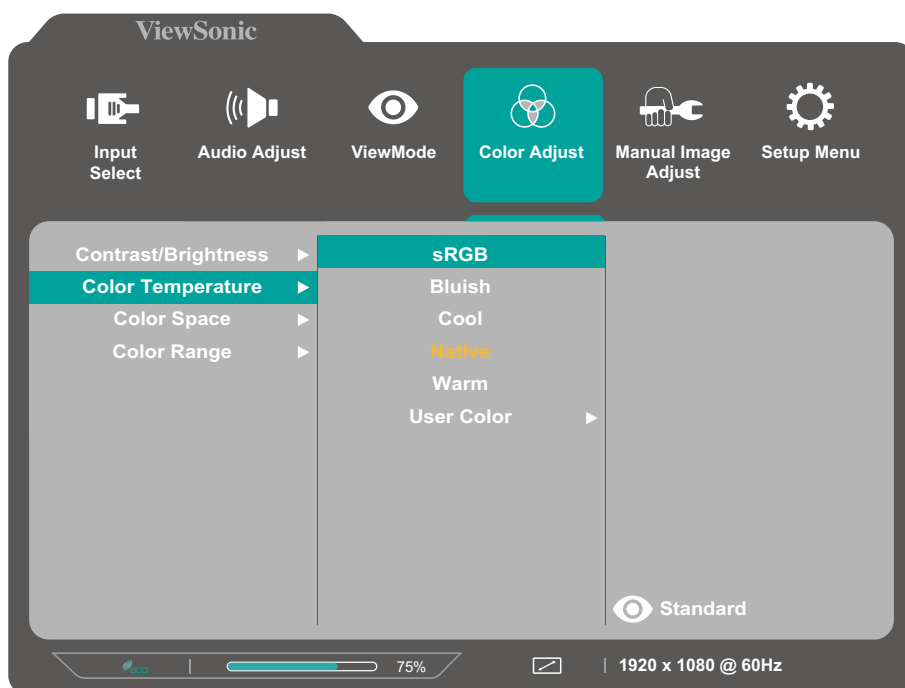 ViewSonic
Input
Select
Audio Adjust
ViewMode
Color Adjust
Manual Image
Adjust
Setup Menu
Contrast/Brightness
Color Temperature
Color Space
Color Range
sRGB
Bluish
Cool
Native
Warm
User Color
Standard
eco
75%
1920 x 1080 @ 60Hz